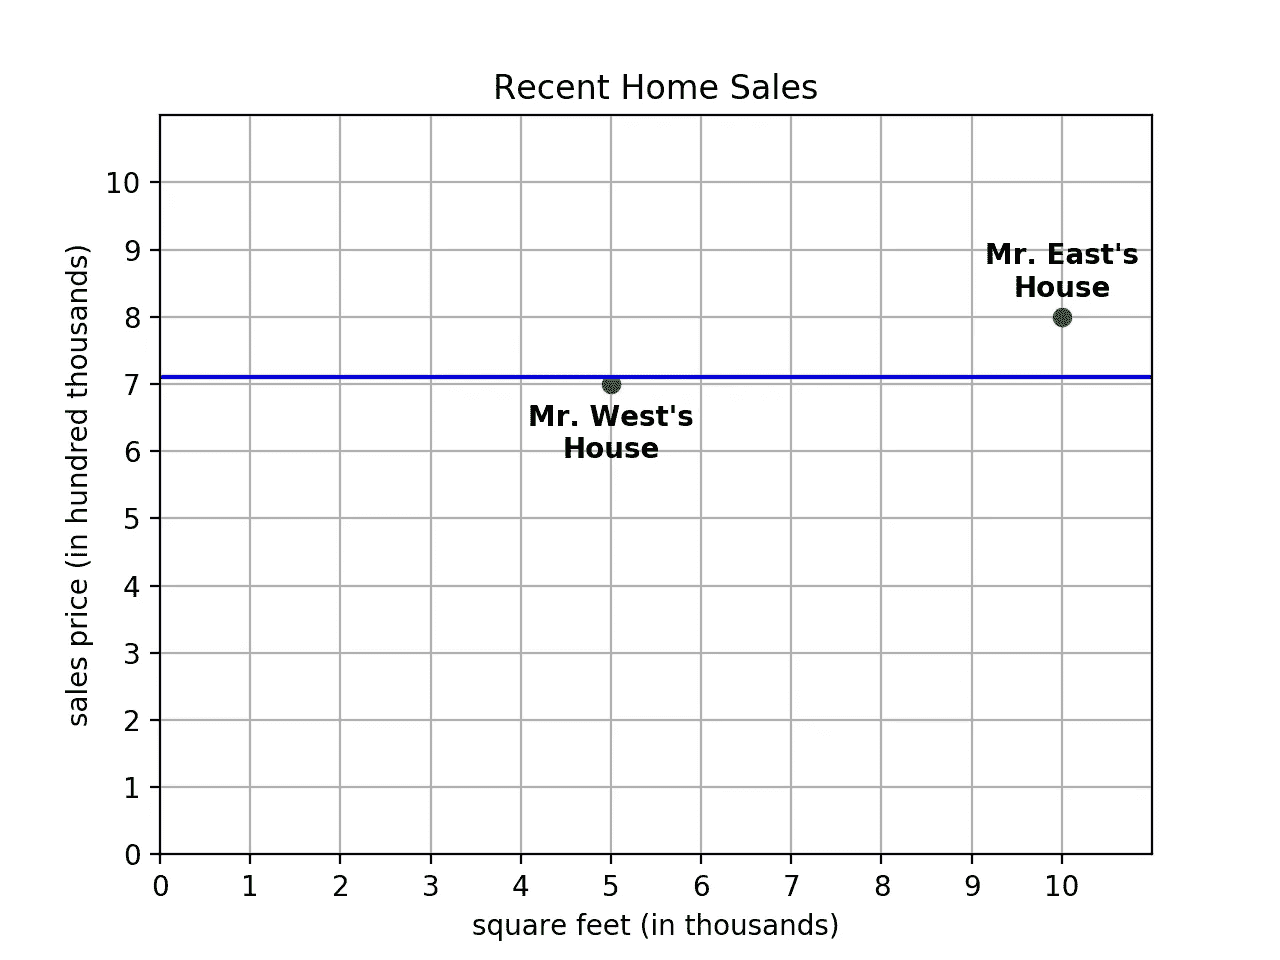 Recent Home Sales
10
9
8
7
6
5
4
3
2
1
0
sales price (in hundred thousands)
Mr. East's
House
Mr. West's
House
0 1 2 3 4 5 6 7 8 9 10
square feet (in thousands)